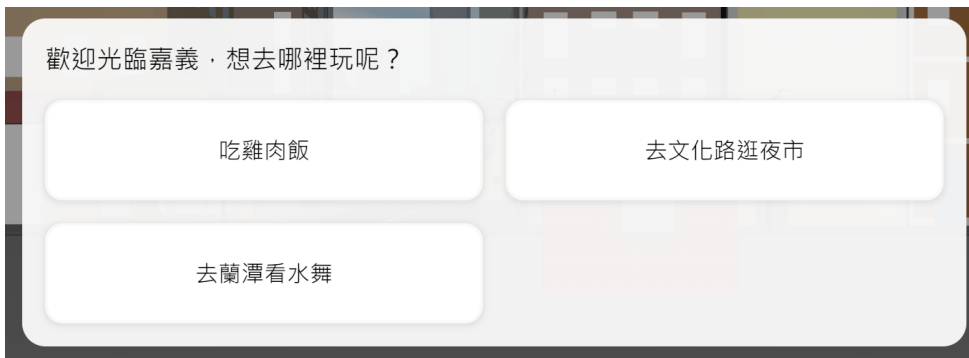 歡迎光臨嘉義，想去哪裡玩呢？
吃雞肉飯
去文化路逛夜市
去蘭潭看水舞